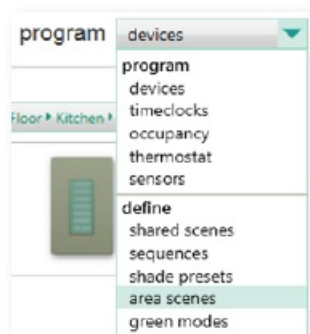 program devices
program
devices
timeclocks
Floor ▸ Kitchen ▸
occupancy
thermostat
sensors
define
shared scenes
sequences
shade presets
area scenes
green modes